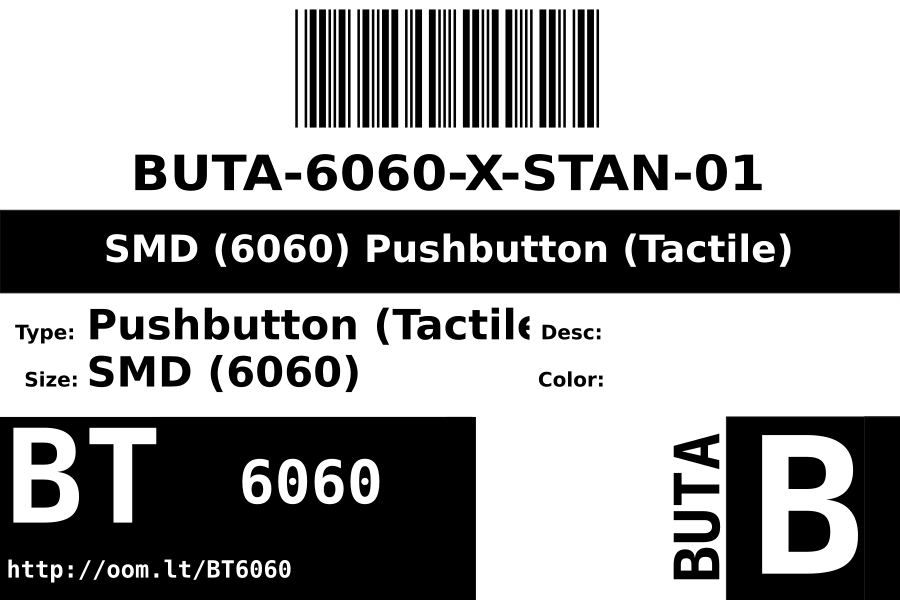 BUTA-6060-X-STAN-01
SMD (6060) Pushbutton (Tactile)
Type: Pushbutton (Tactile Desc:
Size: SMD (6060) Color:
BT 6060
http://oom.lt/BT6060
BUTA
B